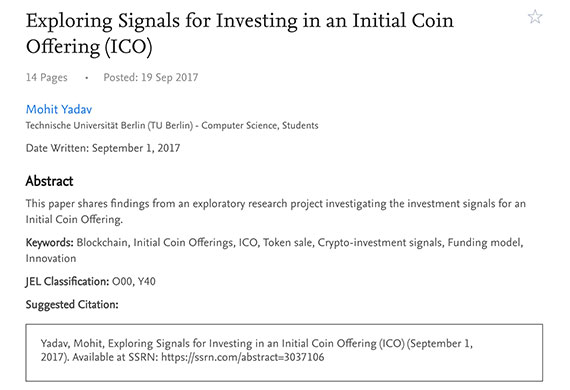 Exploring Signals for Investing in an Initial Coin
Offering (ICO)
14 Pages • Posted: 19 Sep 2017
Mohit Yadav
Technische Universität Berlin (TU Berlin) - Computer Science, Students
Date Written: September 1, 2017
Abstract
This paper shares findings from an exploratory research project investigating the investment signals for an
Initial Coin Offering.
Keywords: Blockchain, Initial Coin Offerings, ICO, Token sale, Crypto-investment signals, Funding model,
Innovation
JEL Classification: O00, Y40
Suggested Citation:
Yadav, Mohit, Exploring Signals for Investing in an Initial Coin Offering (ICO) (September 1,
2017). Available at SSRN: https://ssrn.com/abstract=3037106